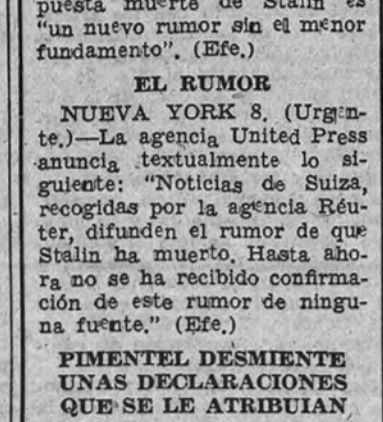 puesta muerte de Stalin es
"un nuevo rumor sin el menor
fundamento". (Efe.)
EL RUMOR
NUEVA YORK 8. (Urgen-
te.)—La agencia United Press
anuncia textualmente lo si-
guiente: "Noticias de Suiza,
recogidas por la agencia Réu-
ter, difunden el rumor de que
Stalin ha muerto. Hasta aho-
ra no se ha recibido confirma-
ción de este rumor de ningu-
na fuente." (Efe.)
PIMENTEL DESMIENTE
UNAS DECLARACIONES
QUE SE LE ATRIBUIAN